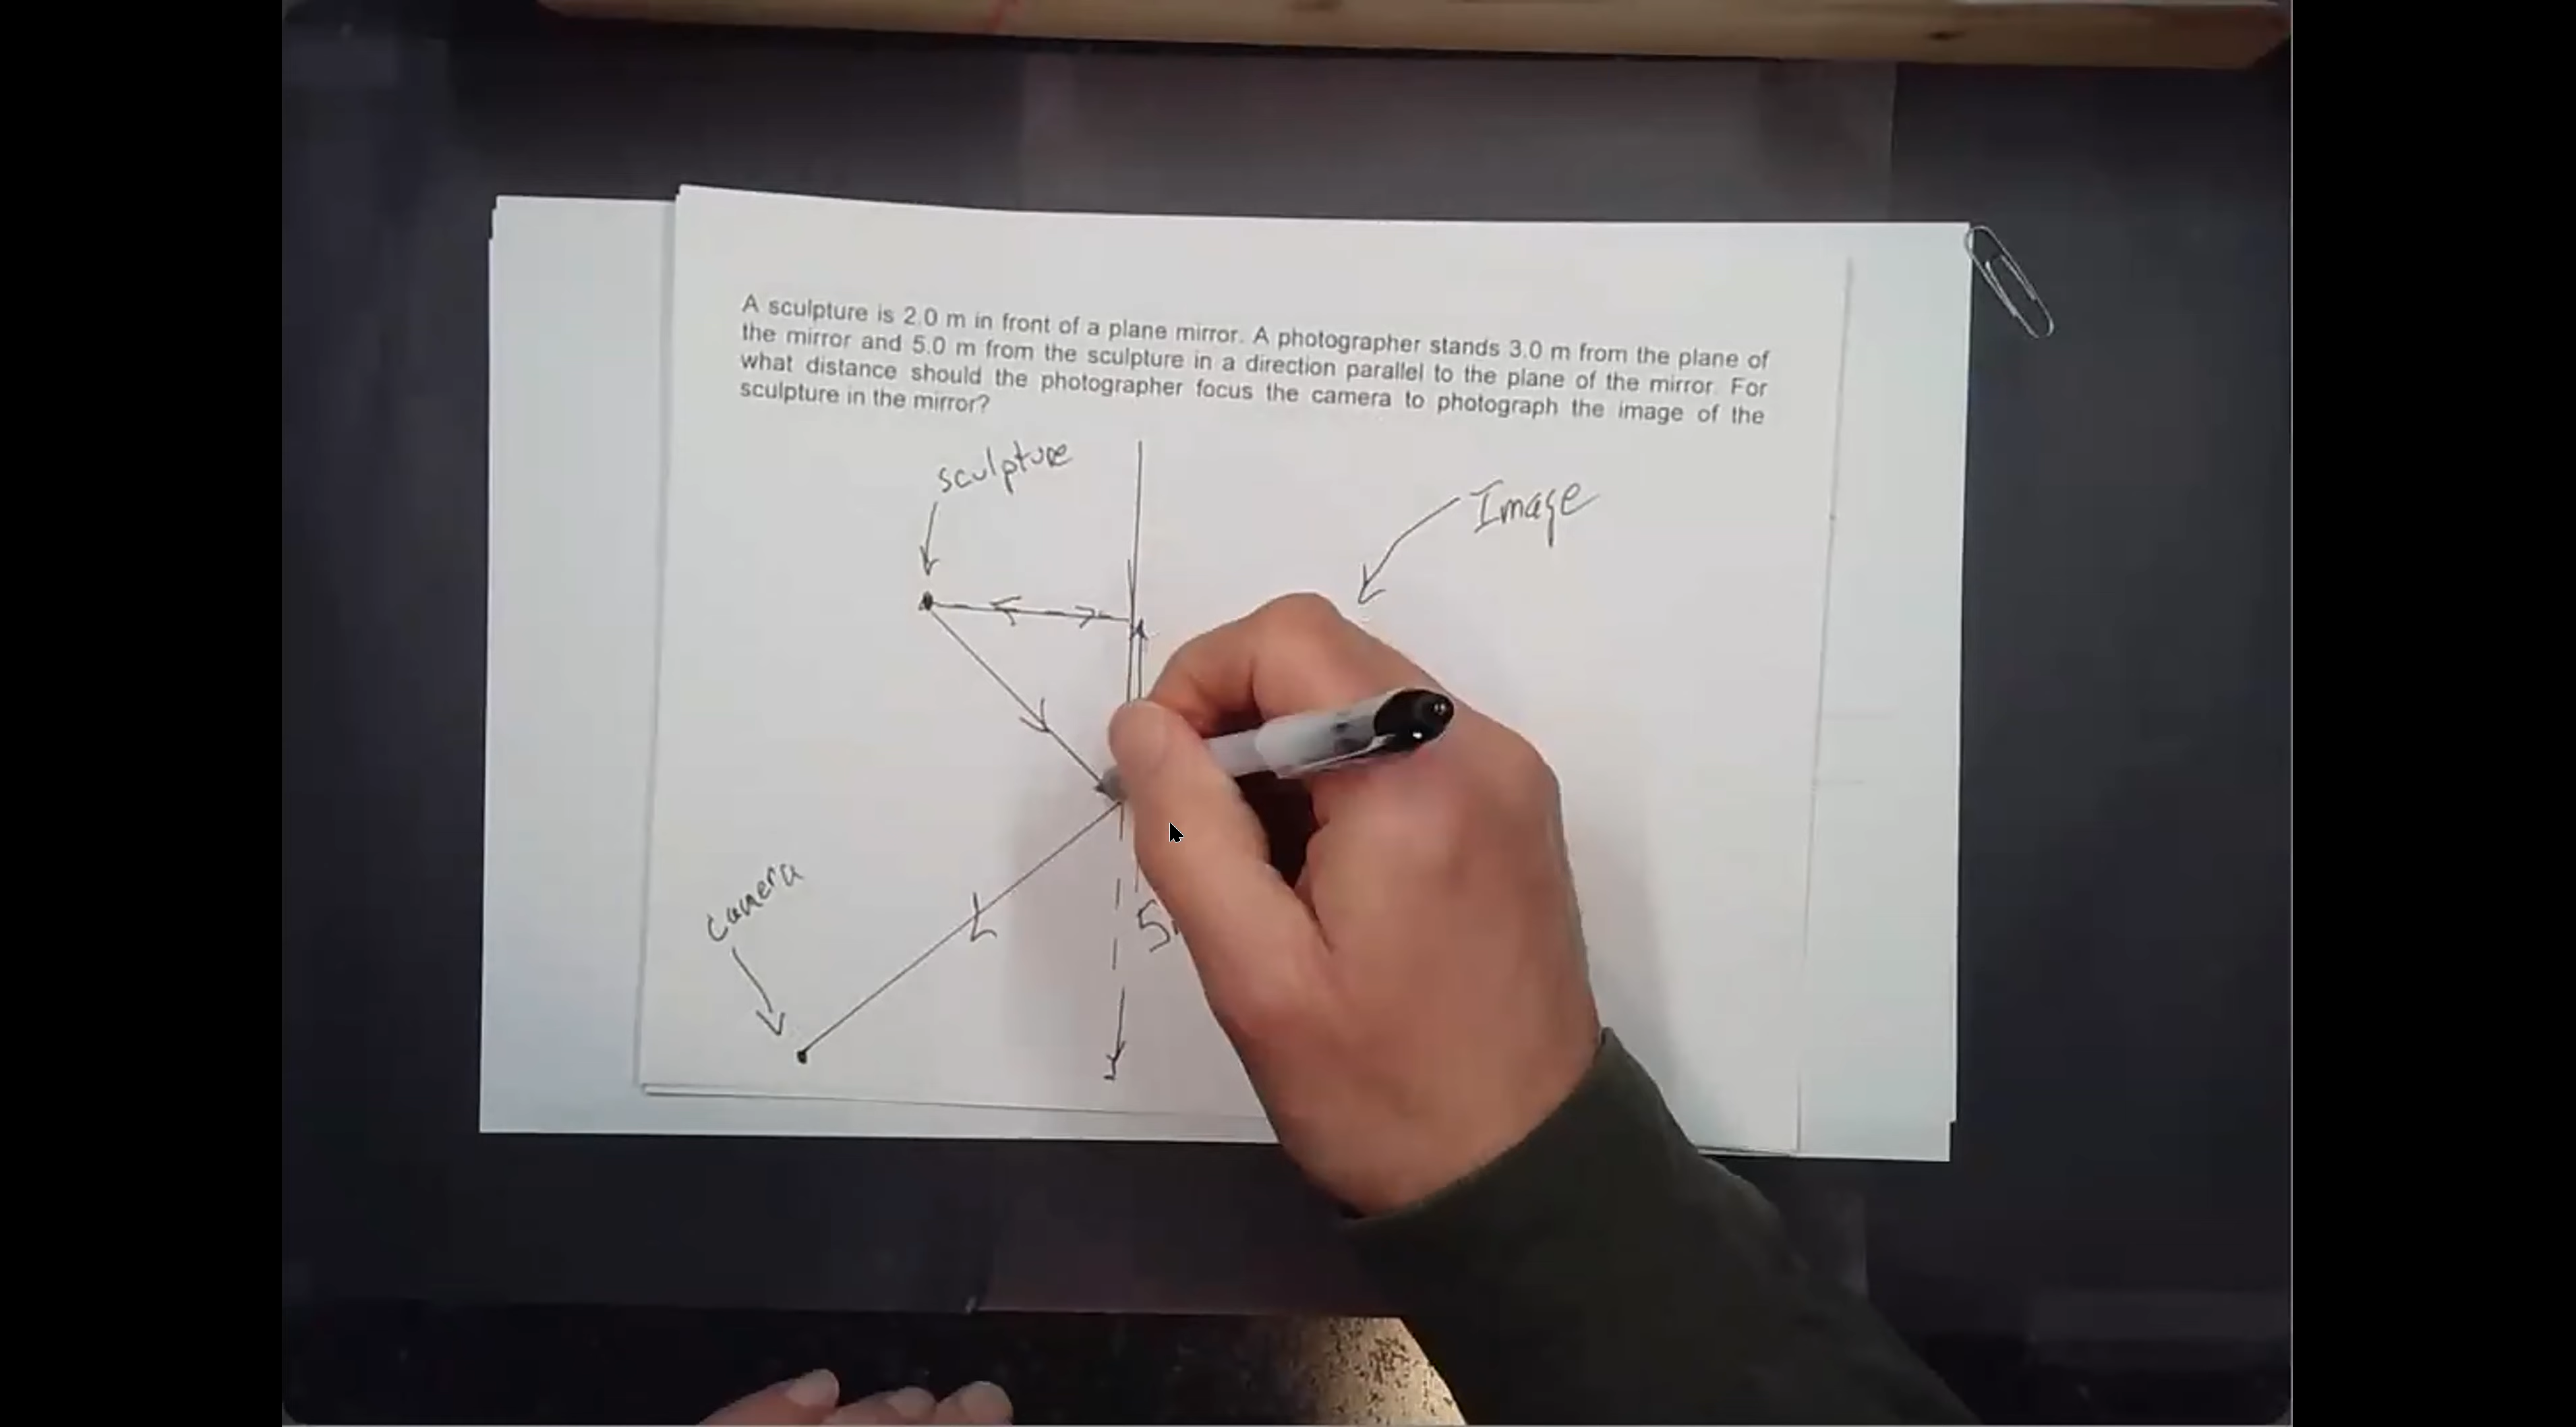 A sculpture is 2.0 m in front of a plane mirror. A photographer stands 3.0 m from the plane of
the mirror and 5.0 m from the sculpture in a direction parallel to the plane of the mirror. For
what distance should the photographer focus the camera to photograph the image of the
sculpture in the mirror?
sculpture
Image
camera
5